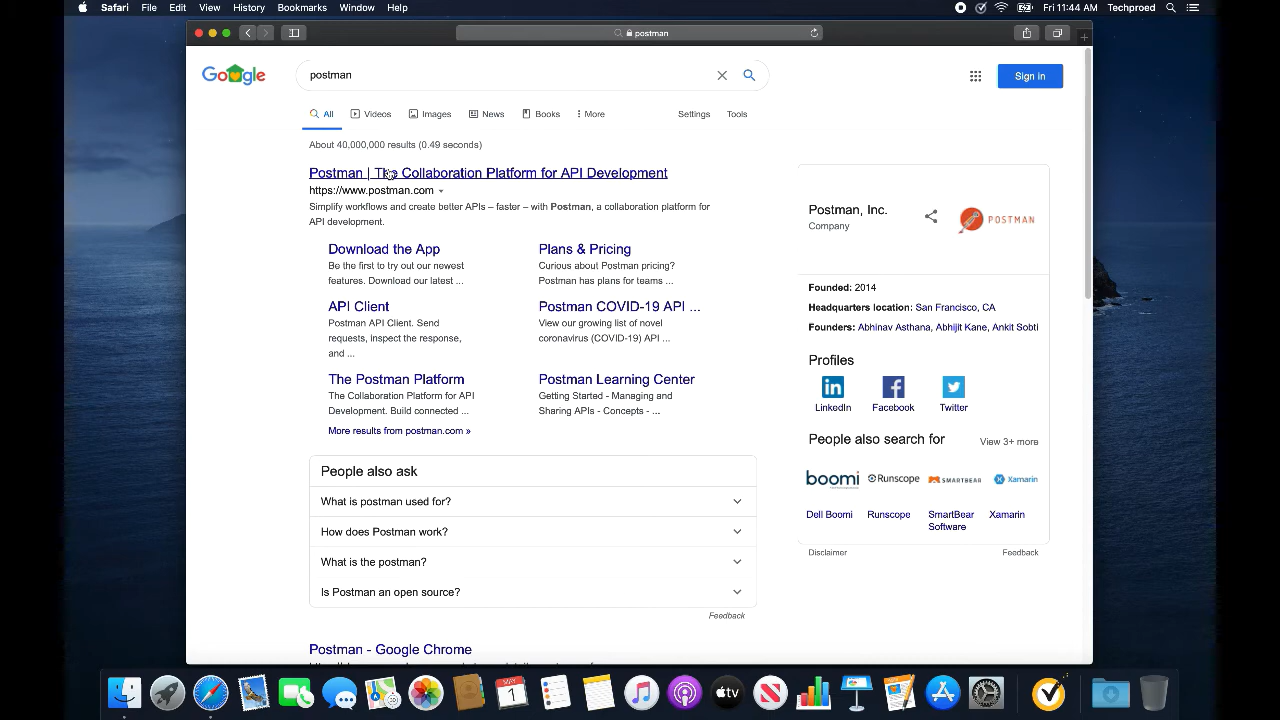 Safari File Edit View History Bookmarks Window Help Fri 11:44 AM Techproed
postman
Google postman Sign in
All Videos Images News Books More Settings Tools
About 40,000,000 results (0.49 seconds)
Postman | The Collaboration Platform for API Development
https://www.postman.com
Simplify workflows and create better APIs – faster – with Postman, a collaboration platform for
API development.
Download the App
Be the first to try out our newest
features. Download our latest ...
Plans & Pricing
Curious about Postman pricing?
Postman has plans for teams ...
API Client
Postman API Client. Send
requests, inspect the response,
and ...
Postman COVID-19 API ...
View our growing list of novel
coronavirus (COVID-19) API ...
The Postman Platform
The Collaboration Platform for API
Development. Build connected ...
Postman Learning Center
Getting Started - Managing and
Sharing APIs - Concepts - ...
More results from postman.com »
People also ask
What is postman used for?
How does Postman work?
What is the postman?
Is Postman an open source?
Feedback
Postman - Google Chrome
Postman, Inc.
Company
POSTMAN
Founded: 2014
Headquarters location: San Francisco, CA
Founders: Abhinav Asthana, Abhijit Kane, Ankit Sobti
Profiles
LinkedIn Facebook Twitter
People also search for View 3+ more
boomi Runscope SMARTBEAR Xamarin
Dell Boomi Runscope SmartBear Xamarin
Software
Disclaimer Feedback
MAY
1
tv